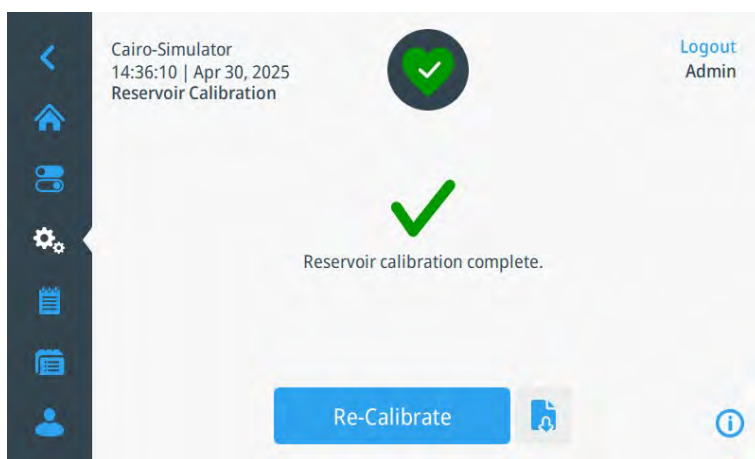 Cairo-Simulator
14:36:10 | Apr 30, 2025
Reservoir Calibration
Logout
Admin
Reservoir calibration complete.
Re-Calibrate